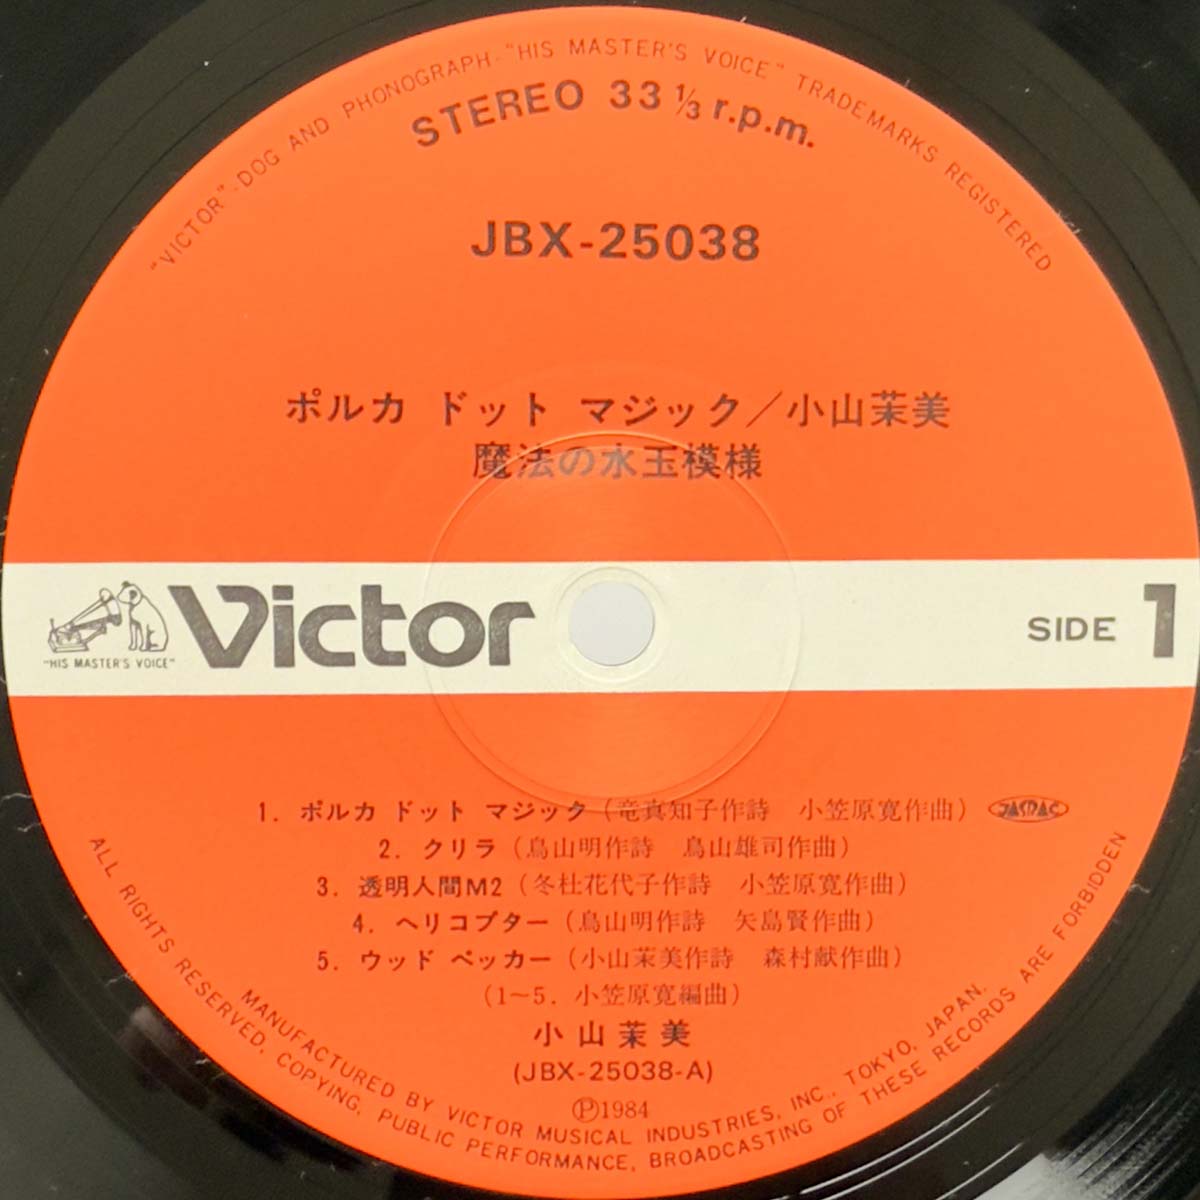 "VICTOR"-DOG AND PHONOGRAPH-"HIS MASTER'S VOICE" TRADE MARKS REGISTERED
STEREO 33 1/3 r.p.m.
JBX-25038
ポルカ ドット マジック／小山茉美
魔法の水玉模様
"HIS MASTER'S VOICE"
Victor
SIDE 1
1. ポルカ ドット マジック（竜真知子作詩 小笠原寛作曲） JASRAC
2. クリラ（鳥山明作詩 鳥山雄司作曲）
3. 透明人間M2（冬杜花代子作詩 小笠原寛作曲）
4. ヘリコプター（鳥山明作詩 矢島賢作曲）
5. ウッド ペッカー（小山茉美作詩 森村献作曲）
（1〜5. 小笠原寛編曲）
小山茉美
(JBX-25038-A)
Ⓟ1984
MANUFACTURED BY VICTOR MUSICAL INDUSTRIES, INC., TOKYO, JAPAN.
ALL RIGHTS RESERVED, COPYING, PUBLIC PERFORMANCE, BROADCASTING OF THESE RECORDS ARE FORBIDDEN